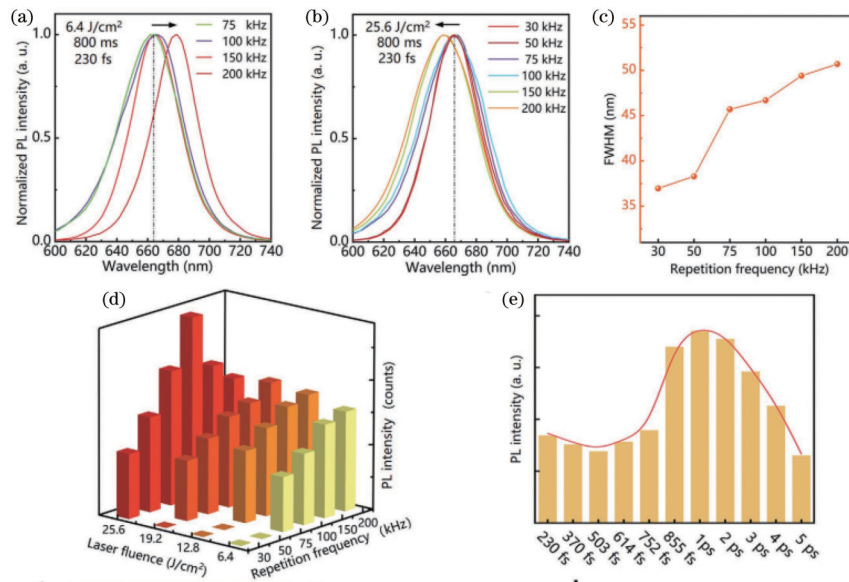 (a)
6.4 J/cm²
800 ms
230 fs
75 kHz
100 kHz
150 kHz
200 kHz
Normalized PL intensity (a. u.)
1.0
0.5
0.0
600 620 640 660 680 700 720 740
Wavelength (nm)
(b)
25.6 J/cm²
800 ms
230 fs
30 kHz
50 kHz
75 kHz
100 kHz
150 kHz
200 kHz
Normalized PL intensity (a. u.)
1.0
0.5
0.0
600 620 640 660 680 700 720 740
Wavelength (nm)
(c)
FWHM (nm)
55
50
45
40
35
30 50 75 100 150 200
Repetition frequency (kHz)
(d)
PL intensity (counts)
25.6
19.2
12.8
6.4
Laser fluence (J/cm²)
30
50
75
100
150
200
Repetition frequency (kHz)
(e)
PL intensity (a. u.)
230 fs
370 fs
503 fs
614 fs
752 fs
855 fs
1ps
2 ps
3 ps
4 ps
5 ps